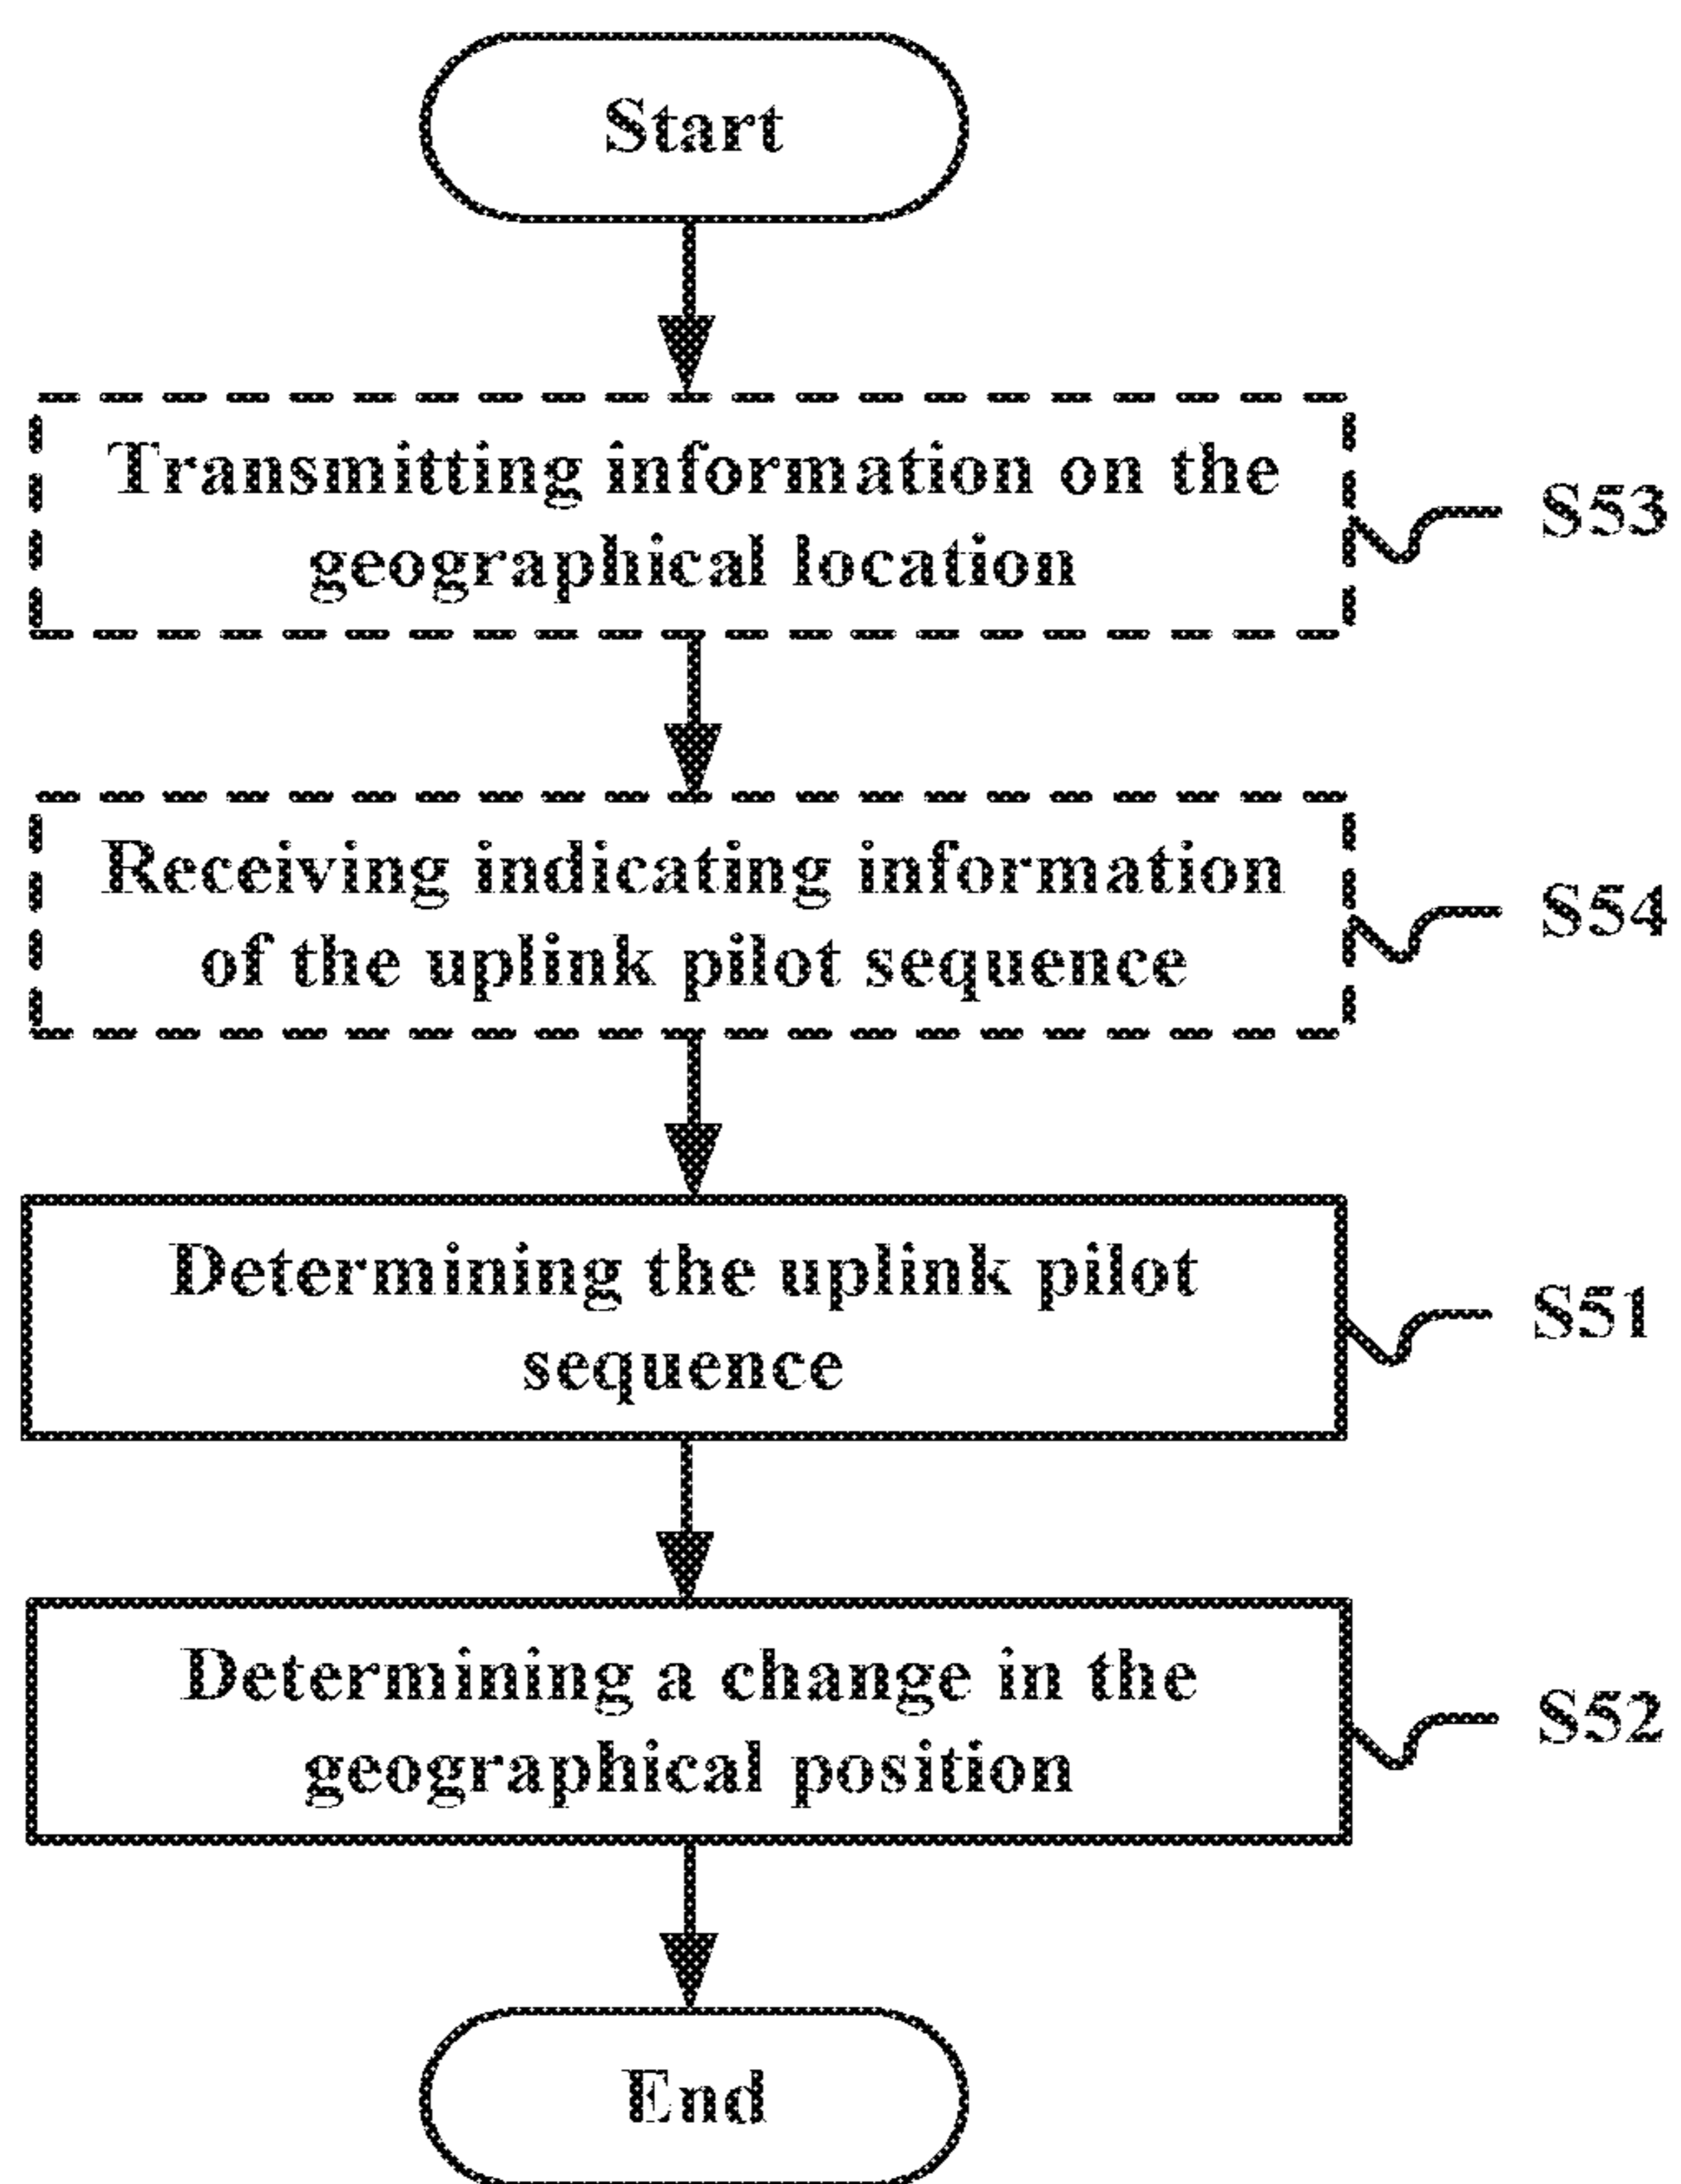 Start
Transmitting information on the
geographical location
S53
Receiving indicating information
of the uplink pilot sequence
S54
Determining the uplink pilot
sequence
S51
Determining a change in the
geographical position
S52
End